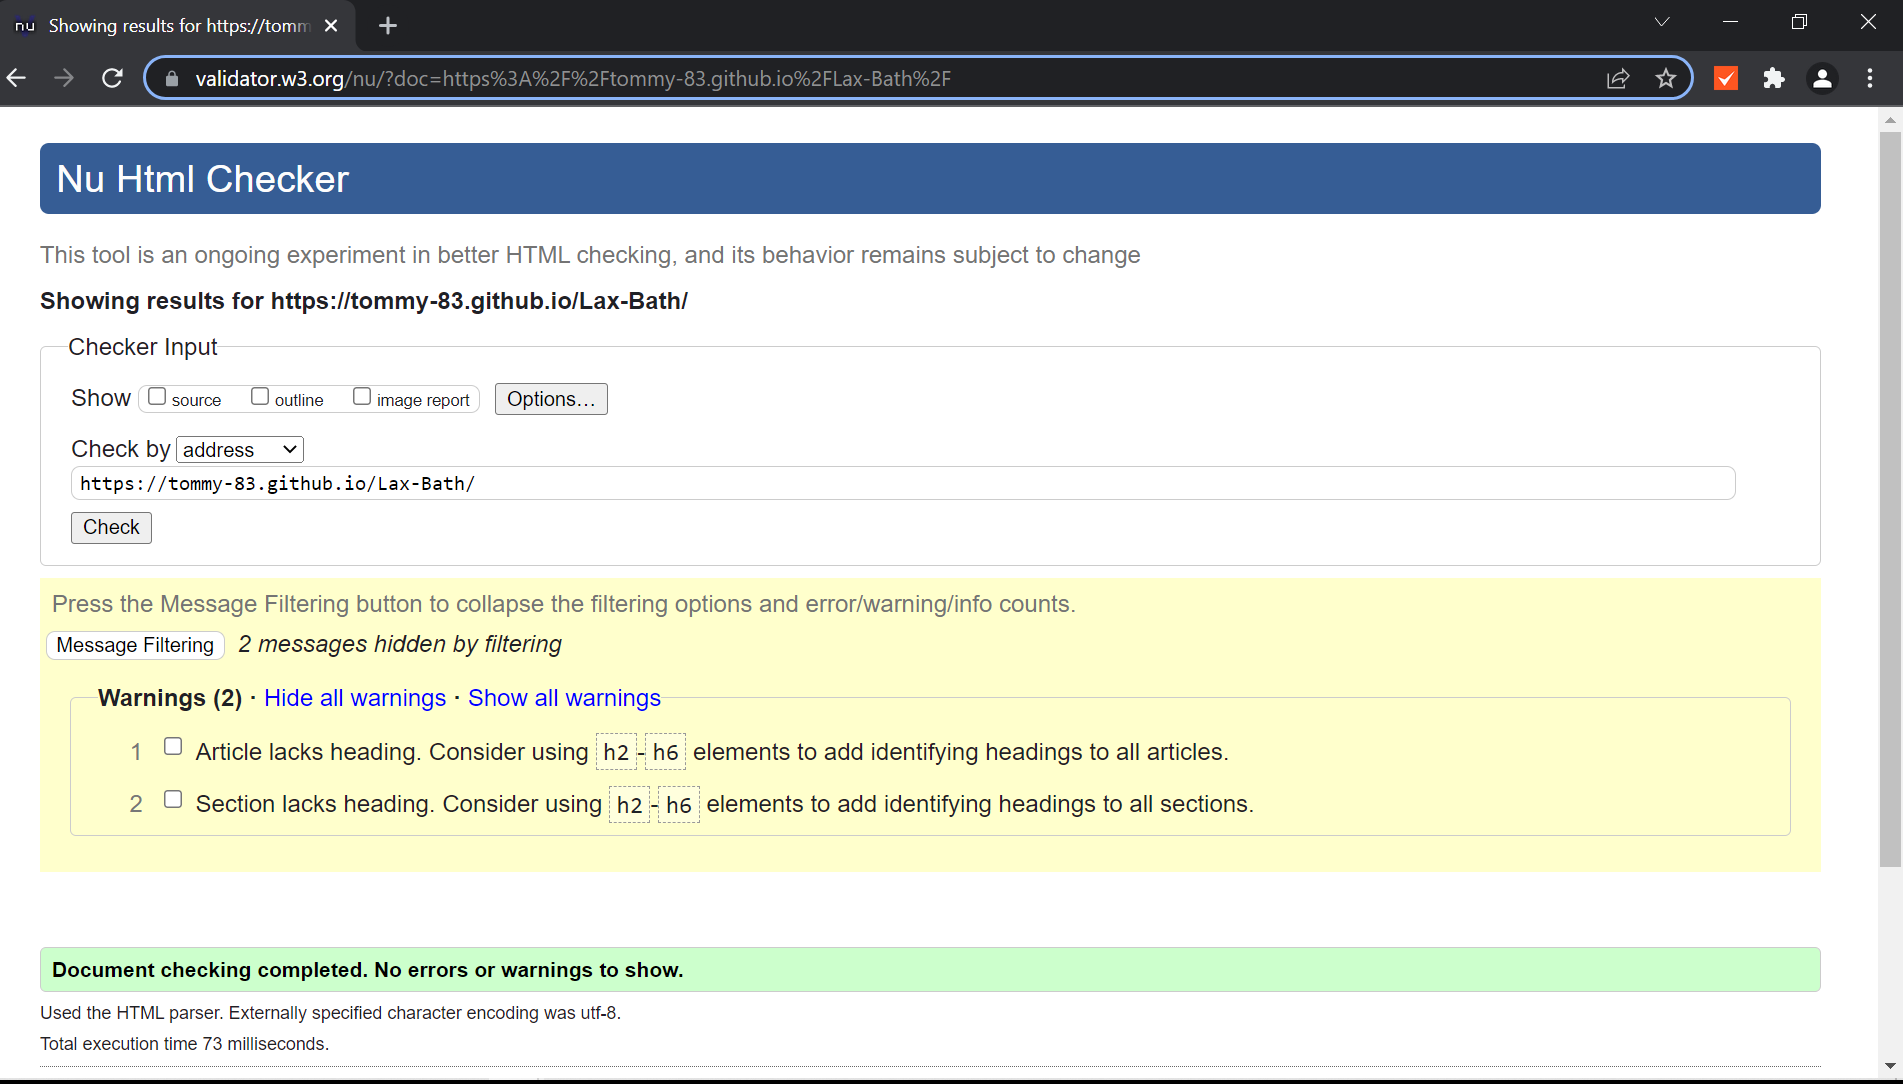 nu Showing results for https://tomm
validator.w3.org/nu/?doc=https%3A%2F%2Ftommy-83.github.io%2FLax-Bath%2F
Nu Html Checker
This tool is an ongoing experiment in better HTML checking, and its behavior remains subject to change
Showing results for https://tommy-83.github.io/Lax-Bath/
Checker Input
Show source outline image report Options...
Check by address
https://tommy-83.github.io/Lax-Bath/
Check
Press the Message Filtering button to collapse the filtering options and error/warning/info counts.
Message Filtering 2 messages hidden by filtering
Warnings (2) · Hide all warnings · Show all warnings
1 Article lacks heading. Consider using h2-h6 elements to add identifying headings to all articles.
2 Section lacks heading. Consider using h2-h6 elements to add identifying headings to all sections.
Document checking completed. No errors or warnings to show.
Used the HTML parser. Externally specified character encoding was utf-8.
Total execution time 73 milliseconds.